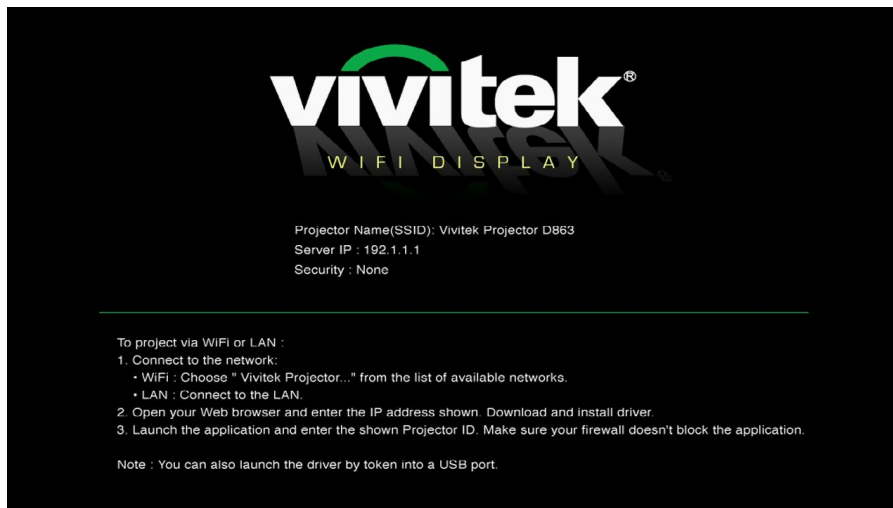 vivitek®
WIFI DISPLAY
Projector Name(SSID): Vivitek Projector D863
Server IP : 192.1.1.1
Security : None
To project via WiFi or LAN :
1. Connect to the network:
• WiFi : Choose " Vivitek Projector..." from the list of available networks.
• LAN : Connect to the LAN.
2. Open your Web browser and enter the IP address shown. Download and install driver.
3. Launch the application and enter the shown Projector ID. Make sure your firewall doesn't block the application.
Note : You can also launch the driver by token into a USB port.